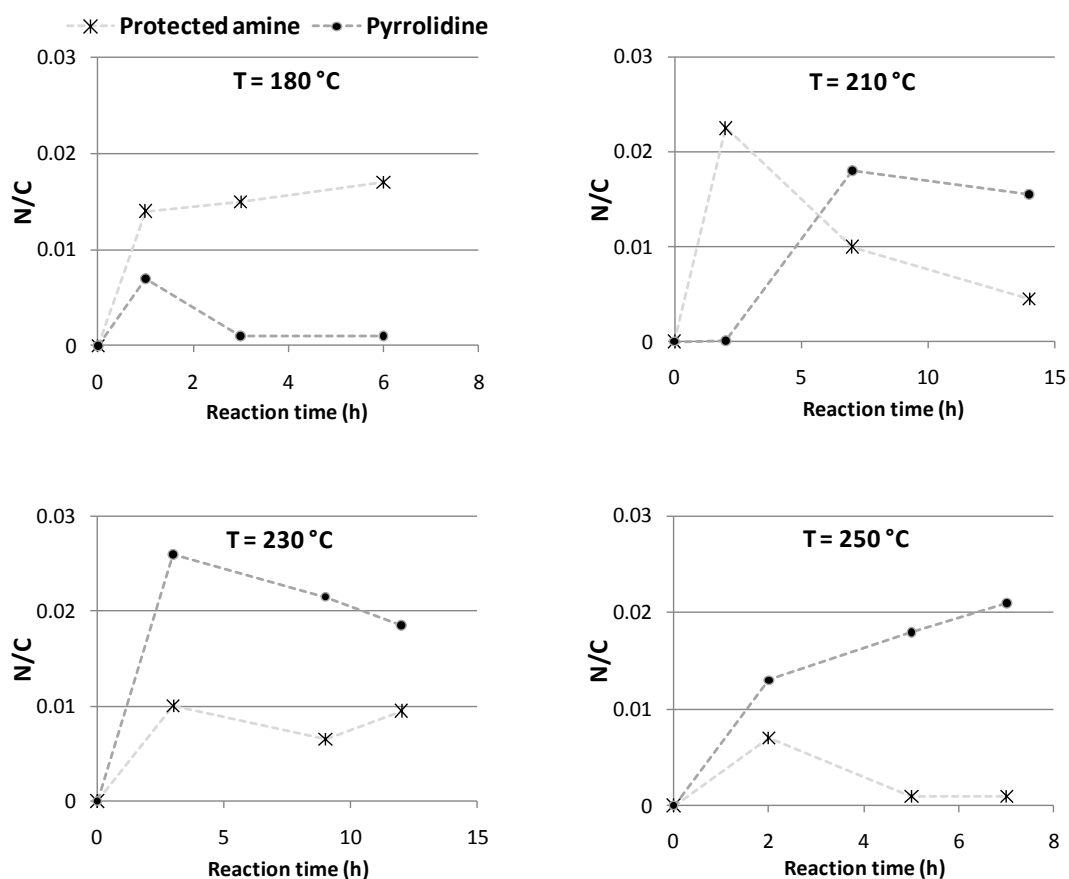 Protected amine Pyrrolidine
T = 180 °C
N/C
0.03
0.02
0.01
0
0 2 4 6 8
Reaction time (h)
T = 210 °C
N/C
0.03
0.02
0.01
0
0 5 10 15
Reaction time (h)
T = 230 °C
N/C
0.03
0.02
0.01
0
0 5 10 15
Reaction time (h)
T = 250 °C
N/C
0.03
0.02
0.01
0
0 2 4 6 8
Reaction time (h)